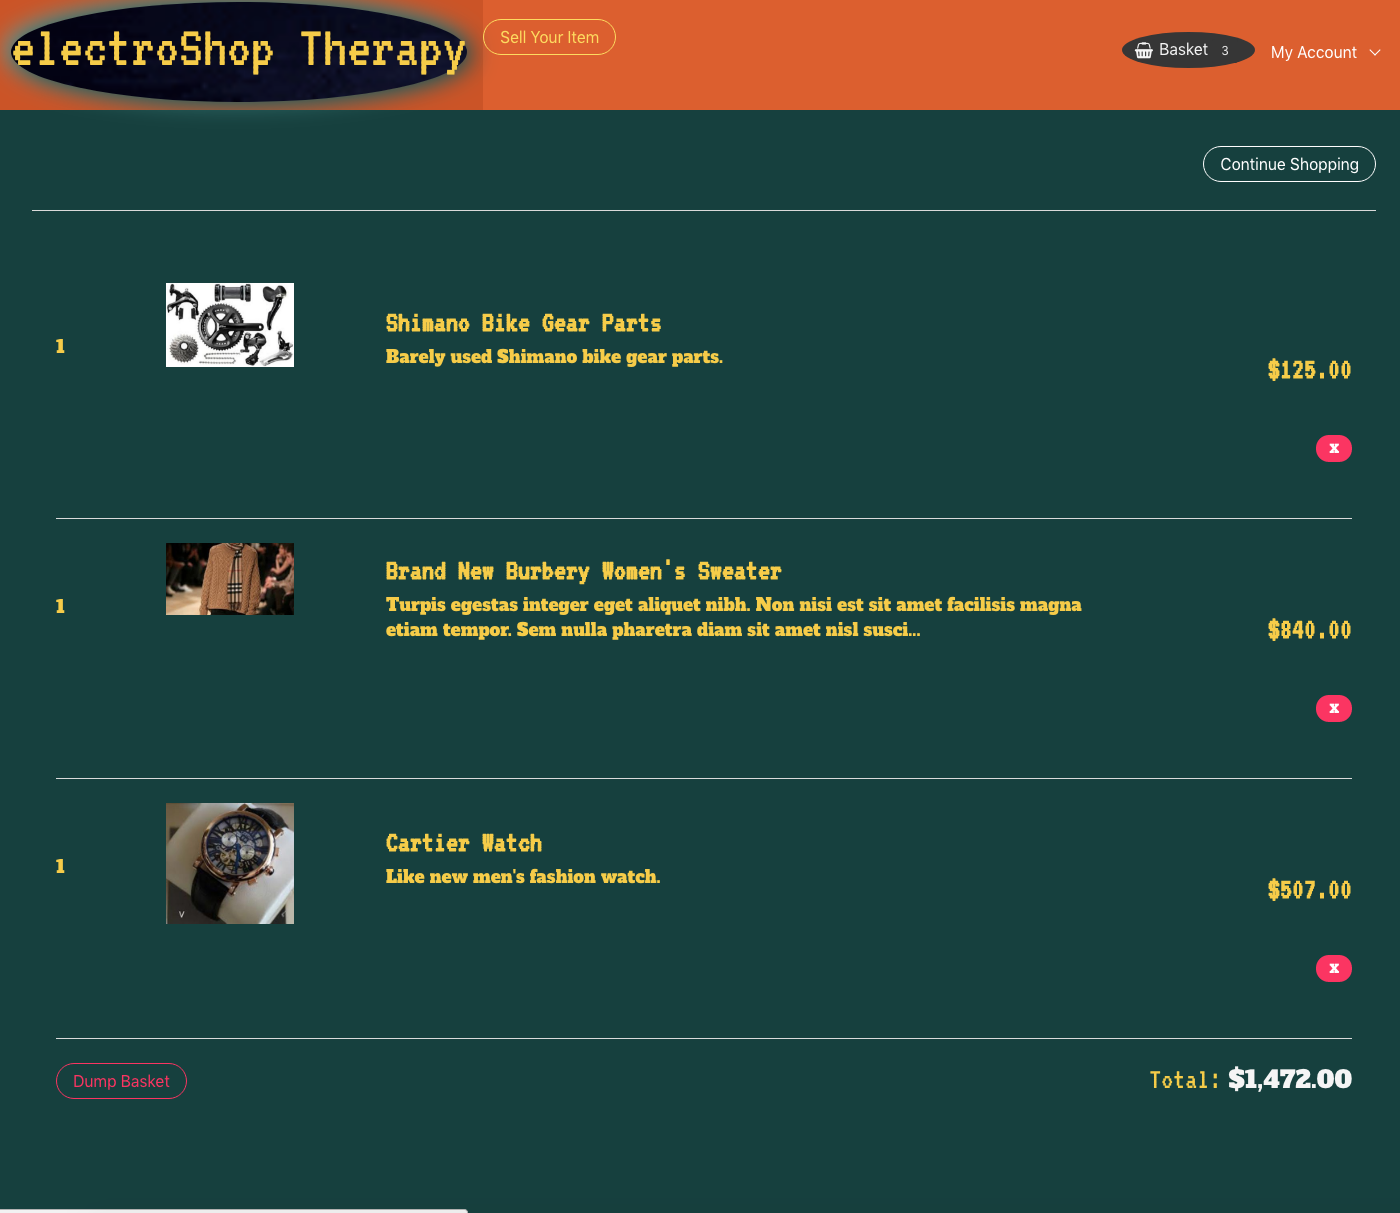 electroShop Therapy
Sell Your Item
Basket 3
My Account
Continue Shopping
1
Shimano Bike Gear Parts
Barely used Shimano bike gear parts.
$125.00
x
1
Brand New Burbery Women's Sweater
Turpis egestas integer eget aliquet nibh. Non nisi est sit amet facilisis magna
etiam tempor. Sem nulla pharetra diam sit amet nisl susci...
$840.00
x
1
V
Cartier Watch
Like new men's fashion watch.
$507.00
x
Dump Basket
Total: $1,472.00